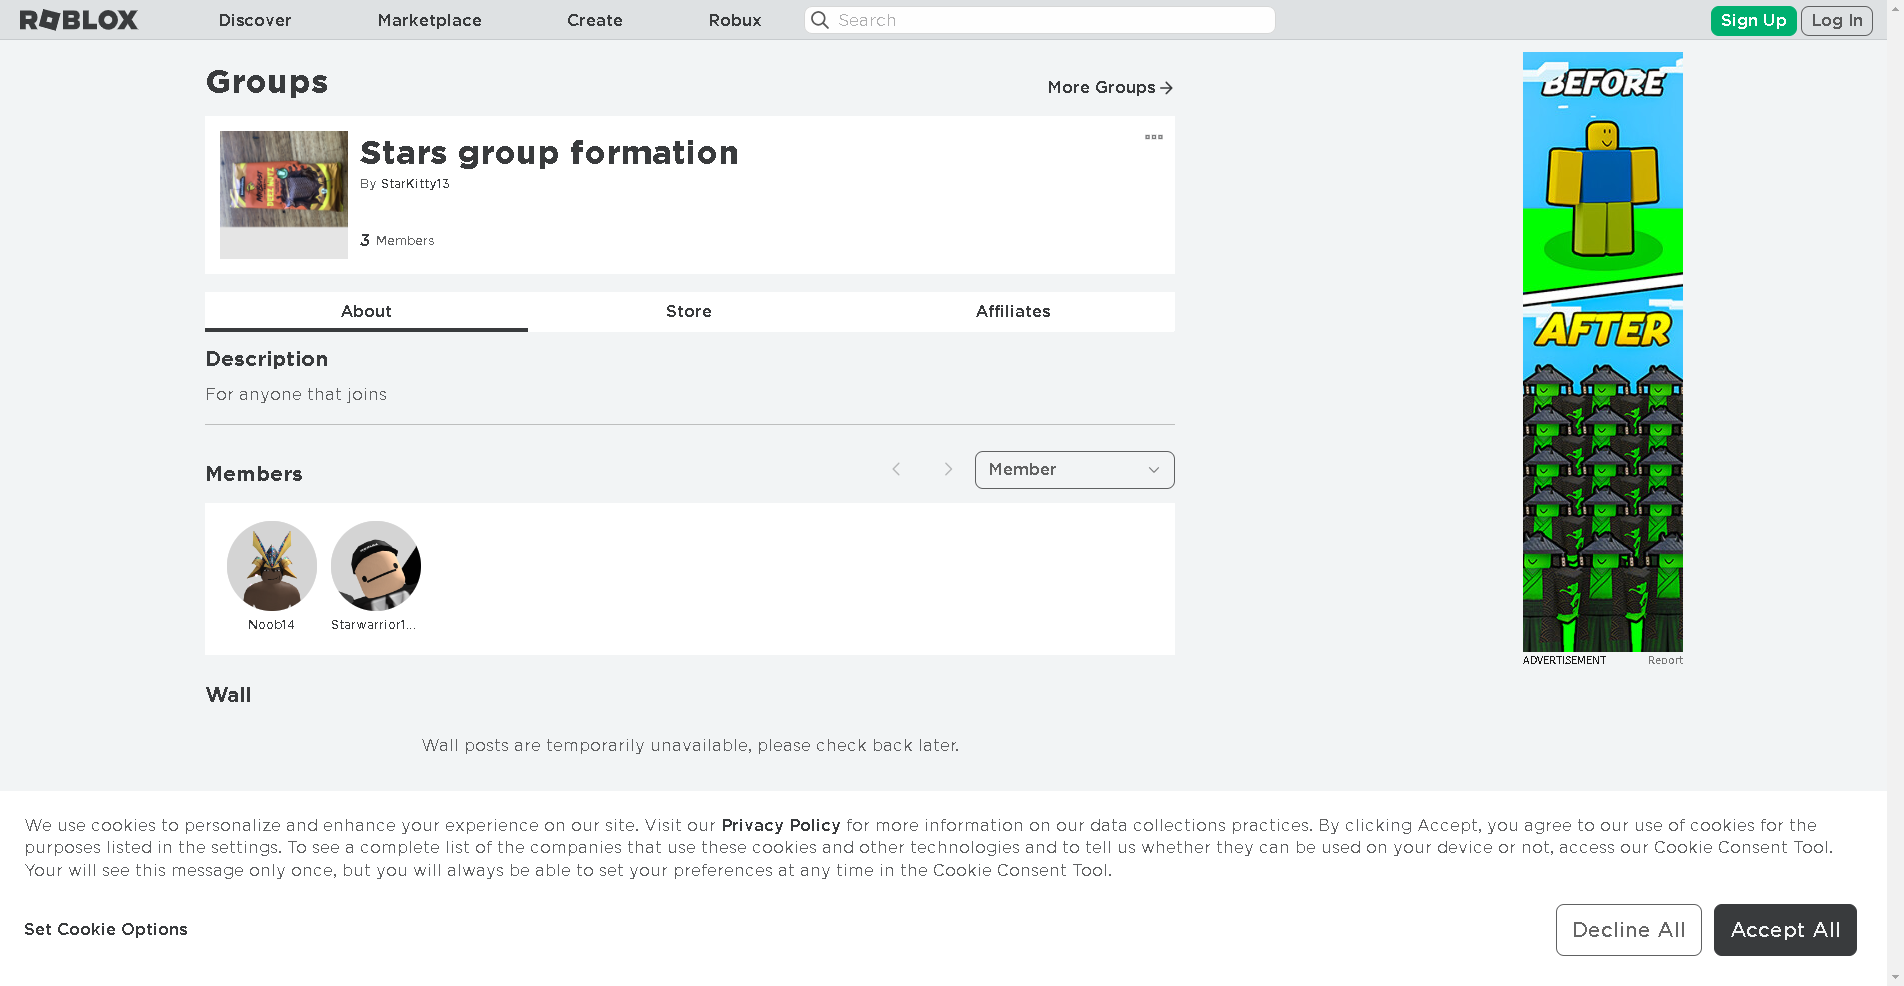 ROBLOX
Discover
Marketplace
Create
Robux
Search
Sign Up
Log In
Groups
More Groups
Stars group formation
By StarKitty13
3 Members
About
Store
Affiliates
Description
For anyone that joins
Members
Member
Noob14
Starwarrior1...
Wall
Wall posts are temporarily unavailable, please check back later.
BEFORE
AFTER
ADVERTISEMENT
Report
We use cookies to personalize and enhance your experience on our site. Visit our Privacy Policy for more information on our data collections practices. By clicking Accept, you agree to our use of cookies for the
purposes listed in the settings. To see a complete list of the companies that use these cookies and other technologies and to tell us whether they can be used on your device or not, access our Cookie Consent Tool.
Your will see this message only once, but you will always be able to set your preferences at any time in the Cookie Consent Tool.
Set Cookie Options
Decline All
Accept All